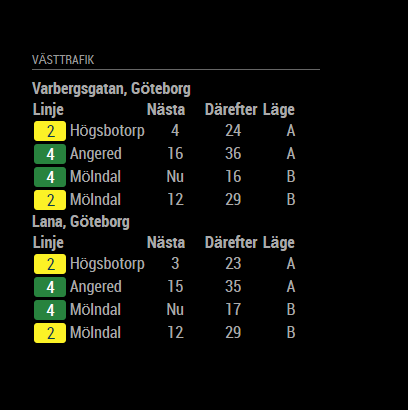 VÄSTTRAFIK
Varbergsgatan, Göteborg
Linje Nästa Därefter Läge
2 Högsbotorp 4 24 A
4 Angered 16 36 A
4 Mölndal Nu 16 B
2 Mölndal 12 29 B
Lana, Göteborg
Linje Nästa Därefter Läge
2 Högsbotorp 3 23 A
4 Angered 15 35 A
4 Mölndal Nu 17 B
2 Mölndal 12 29 B